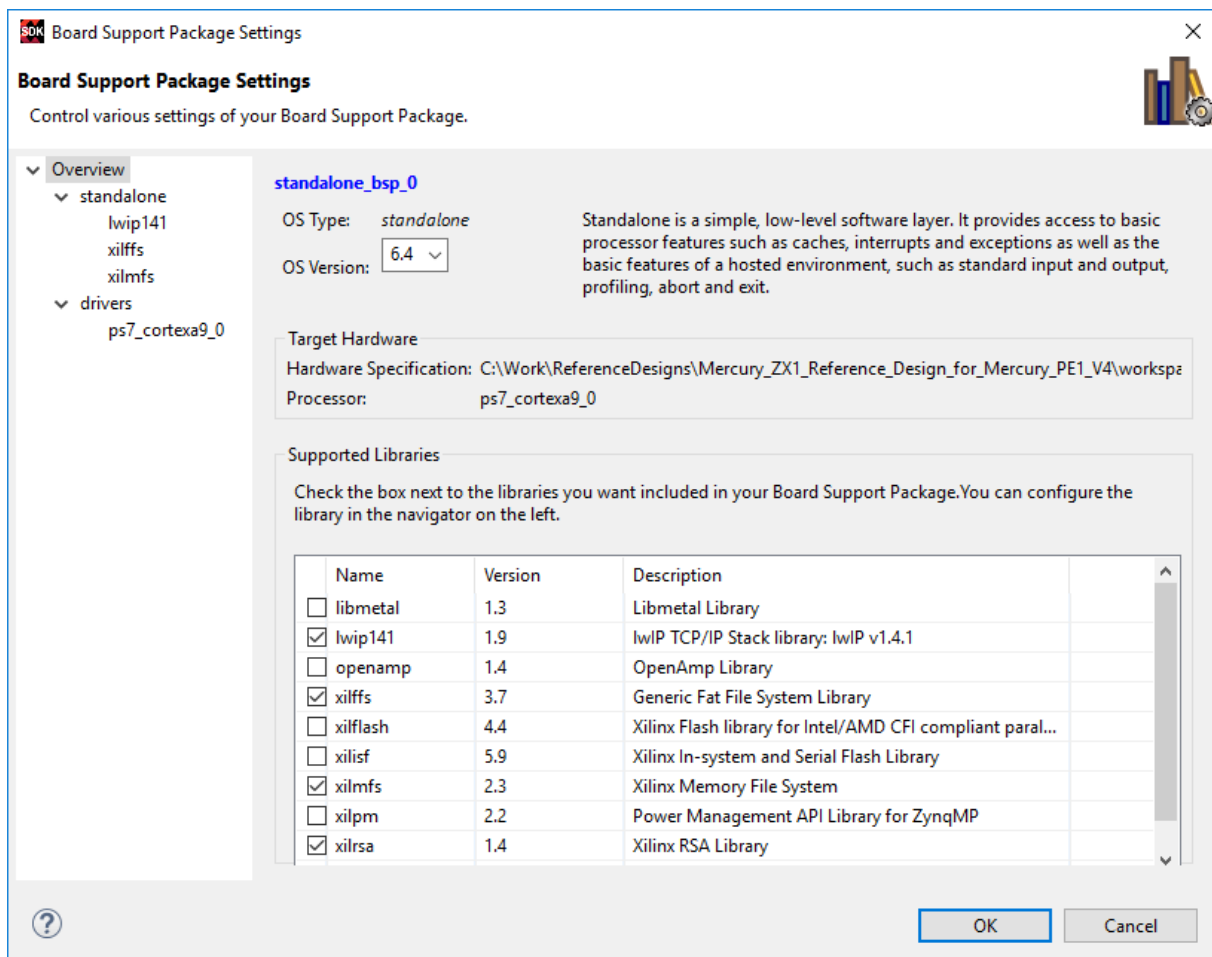 SDK Board Support Package Settings
Board Support Package Settings
Control various settings of your Board Support Package.
Overview
standalone
lwip141
xilffs
xilmfs
drivers
ps7_cortexa9_0
standalone_bsp_0
OS Type: standalone
OS Version: 6.4
Standalone is a simple, low-level software layer. It provides access to basic
processor features such as caches, interrupts and exceptions as well as the
basic features of a hosted environment, such as standard input and output,
profiling, abort and exit.
Target Hardware
Hardware Specification: C:\Work\ReferenceDesigns\Mercury_ZX1_Reference_Design_for_Mercury_PE1_V4\workspa
Processor: ps7_cortexa9_0
Supported Libraries
Check the box next to the libraries you want included in your Board Support Package.You can configure the
library in the navigator on the left.
Name Version Description
libmetal 1.3 Libmetal Library
lwip141 1.9 lwIP TCP/IP Stack library: lwIP v1.4.1
openamp 1.4 OpenAmp Library
xilffs 3.7 Generic Fat File System Library
xilflash 4.4 Xilinx Flash library for Intel/AMD CFI compliant paral...
xilisf 5.9 Xilinx In-system and Serial Flash Library
xilmfs 2.3 Xilinx Memory File System
xilpm 2.2 Power Management API Library for ZynqMP
xilrsa 1.4 Xilinx RSA Library
? OK Cancel